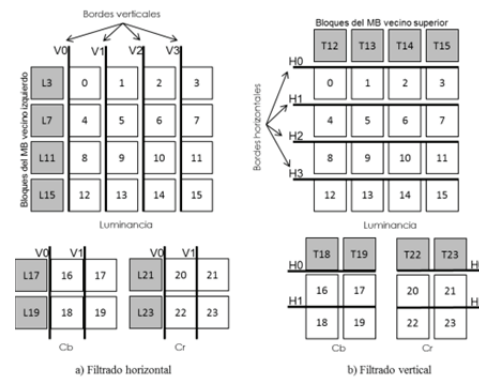 Bordes verticales
V0 V1 V2 V3
Bloques del MB vecino izquierdo
L3 0 1 2 3
L7 4 5 6 7
L11 8 9 10 11
L15 12 13 14 15
Luminancia
V0 V1
L17 16 17
L19 18 19
Cb
V0 V1
L21 20 21
L23 22 23
Cr
a) Filtrado horizontal
Bloques del MB vecino superior
T12 T13 T14 T15
Bordes horizontales
H0
0 1 2 3
H1
4 5 6 7
H2
8 9 10 11
H3
12 13 14 15
Luminancia
T18 T19
H0
16 17
H1
18 19
Cb
T22 T23
H
20 21
H
22 23
Cr
b) Filtrado vertical